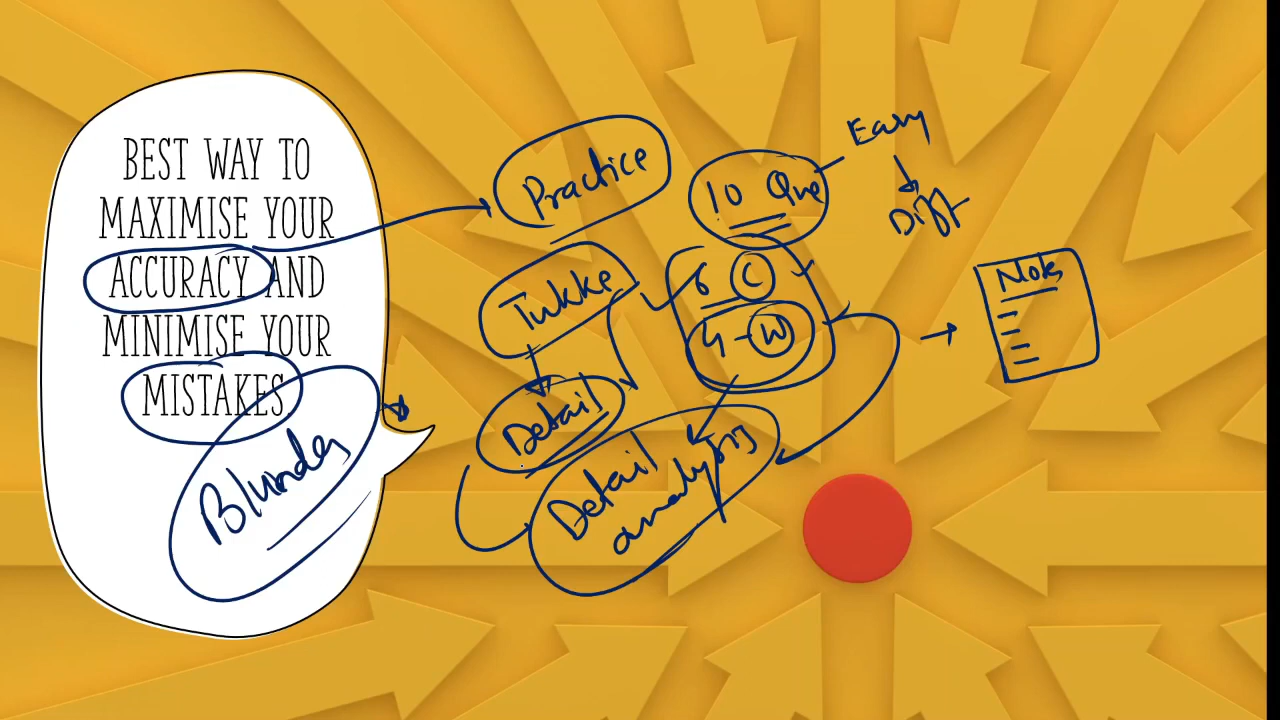 BEST WAY TO
MAXIMISE YOUR
ACCURACY AND
MINIMISE YOUR
MISTAKES
Blunder
Practice
Tukke
Detail
10 Que
Easy
Diff
6 C
4-W
Detail
analysis
Notes